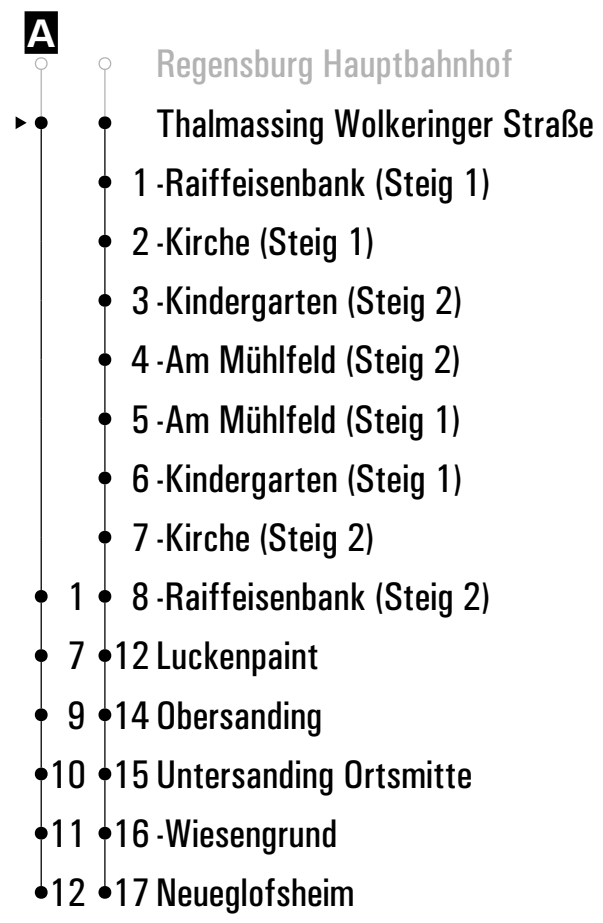 A
Regensburg Hauptbahnhof
Thalmassing Wolkeringer Straße
1 -Raiffeisenbank (Steig 1)
2 -Kirche (Steig 1)
3 -Kindergarten (Steig 2)
4 -Am Mühlfeld (Steig 2)
5 -Am Mühlfeld (Steig 1)
6 -Kindergarten (Steig 1)
7 -Kirche (Steig 2)
1 8 -Raiffeisenbank (Steig 2)
7 12 Luckenpaint
9 14 Obersanding
10 15 Untersanding Ortsmitte
11 16 -Wiesengrund
12 17 Neueglofsheim